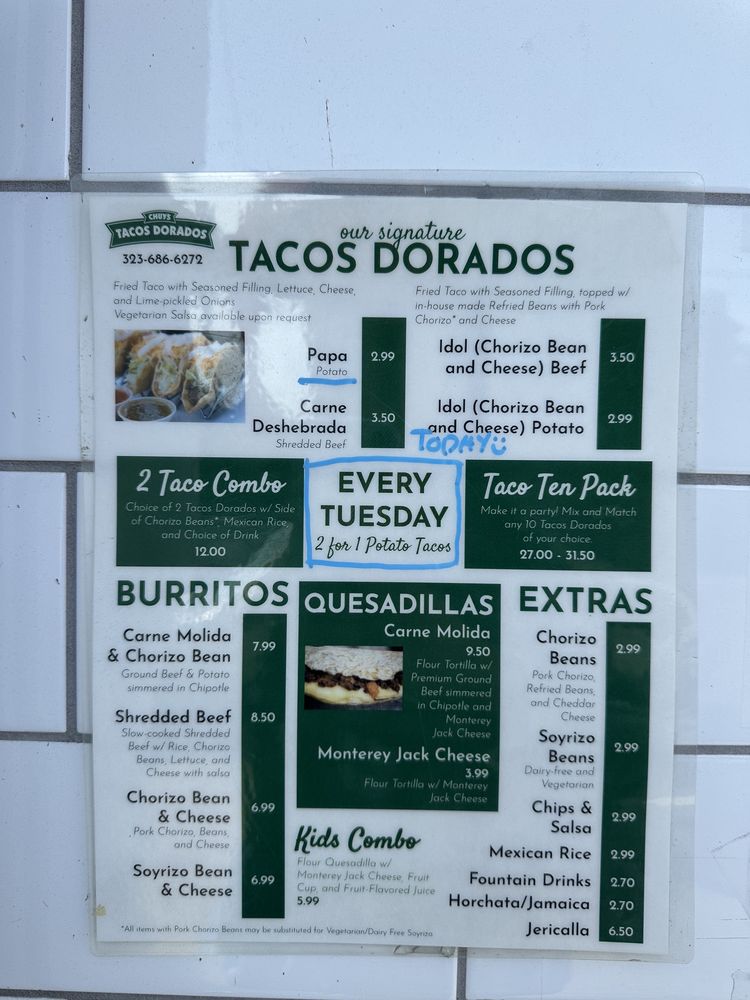 CHUYS
TACOS DORADOS
323-686-6272
our signature
TACOS DORADOS
Fried Taco with Seasoned Filling, Lettuce, Cheese,
and Lime-pickled Onions
Vegetarian Salsa available upon request
Papa 2.99
Potato
Carne
Deshebrada 3.50
Shredded Beef
Fried Taco with Seasoned Filling, topped w/
in-house made Refried Beans with Pork
Chorizo* and Cheese
Idol (Chorizo Bean
and Cheese) Beef 3.50
Idol (Chorizo Bean
and Cheese) Potato 2.99
TODAY
2 Taco Combo
Choice of 2 Tacos Dorados w/ Side
of Chorizo Beans*, Mexican Rice,
and Choice of Drink
12.00
EVERY
TUESDAY
2 for 1 Potato Tacos
Taco Ten Pack
Make it a party! Mix and Match
any 10 Tacos Dorados
of your choice.
27.00 - 31.50
BURRITOS
Carne Molida
& Chorizo Bean 7.99
Ground Beef & Potato
simmered in Chipotle
Shredded Beef 8.50
Slow-cooked Shredded
Beef w/ Rice, Chorizo
Beans, Lettuce, and
Cheese with salsa
Chorizo Bean
& Cheese 6.99
Pork Chorizo, Beans,
and Cheese
Soyrizo Bean
& Cheese 6.99
QUESADILLAS
Carne Molida
9.50
Flour Tortilla w/
Premium Ground
Beef simmered
in Chipotle and
Monterey
Jack Cheese
Monterey Jack Cheese
3.99
Flour Tortilla w/ Monterey
Jack Cheese
Kids Combo
Flour Quesadilla w/
Monterey Jack Cheese, Fruit
Cup, and Fruit-Flavored Juice
5.99
EXTRAS
Chorizo
Beans 2.99
Pork Chorizo,
Refried Beans,
and Cheddar
Cheese
Soyrizo
Beans 2.99
Dairy-free and
Vegetarian
Chips &
Salsa 2.99
Mexican Rice 2.99
Fountain Drinks 2.70
Horchata/Jamaica 2.70
Jericalla 6.50
*All items with Pork Chorizo Beans may be substituted for Vegetarian/Dairy Free Soyrizo